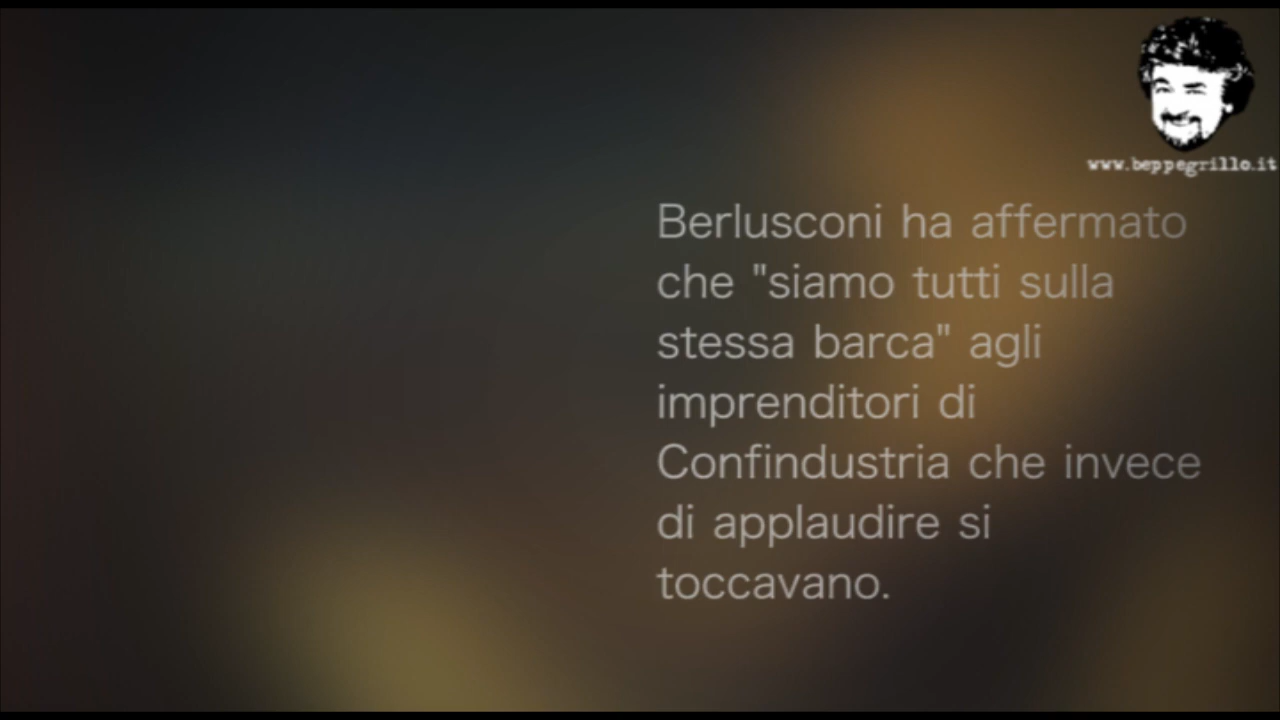 www.beppegrillo.it
Berlusconi ha affermato
che "siamo tutti sulla
stessa barca" agli
imprenditori di
Confindustria che invece
di applaudire si
toccavano.